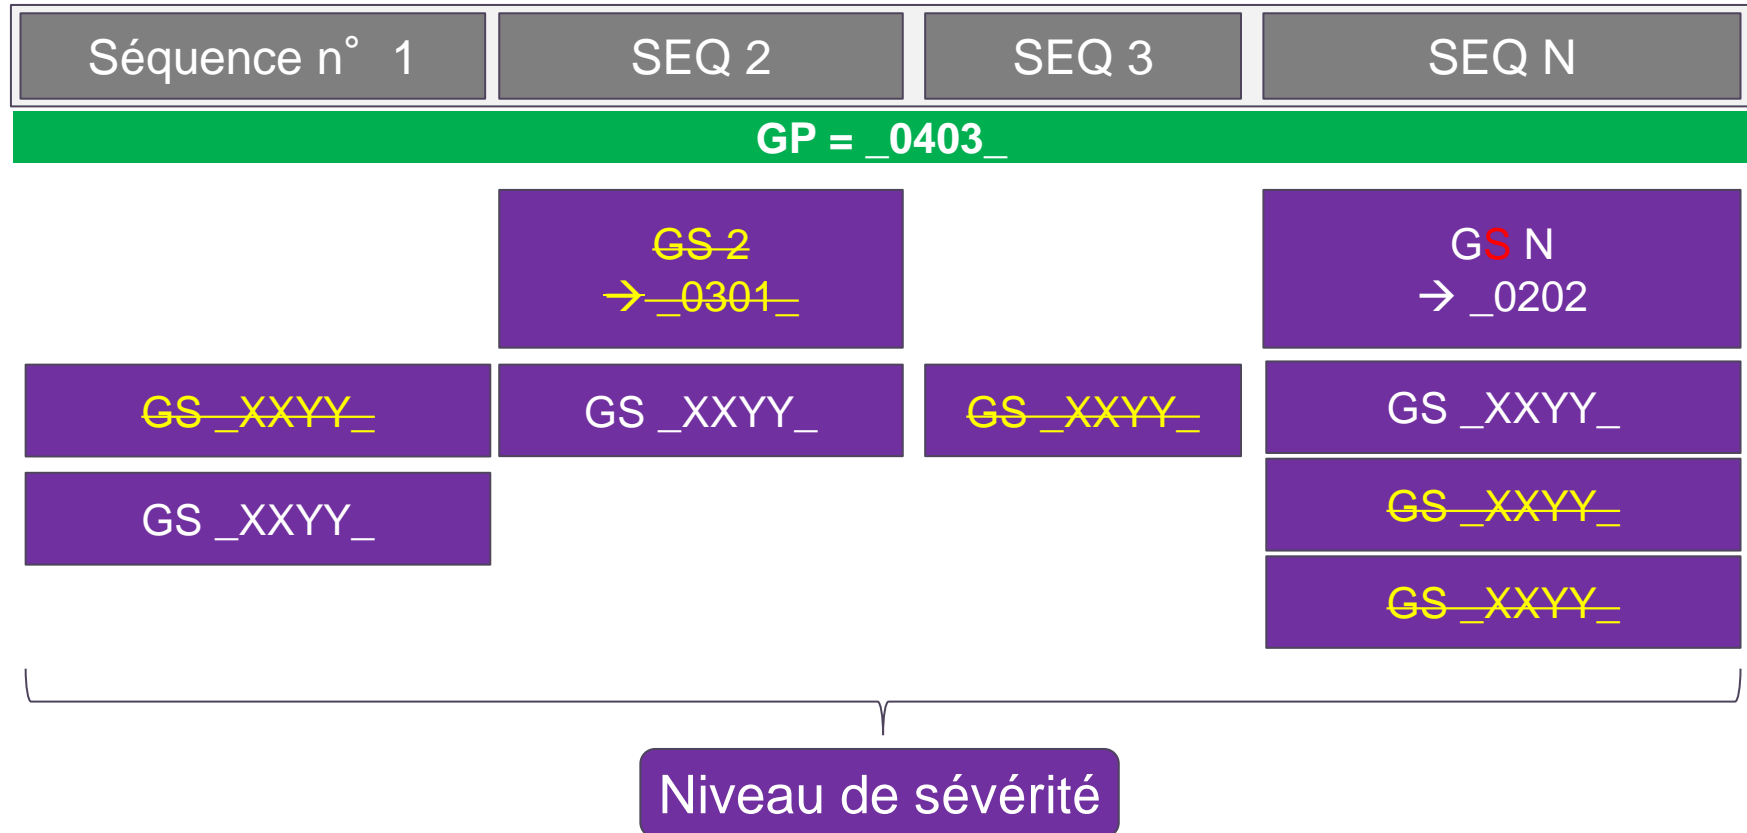 Séquence n° 1
SEQ 2
SEQ 3
SEQ N
GP = _0403_
GS 2
→ _0301_
GS N
→ _0202
GS _XXYY_
GS _XXYY_
GS _XXYY_
GS _XXYY_
GS _XXYY_
GS _XXYY_
GS _XXYY_
Niveau de sévérité